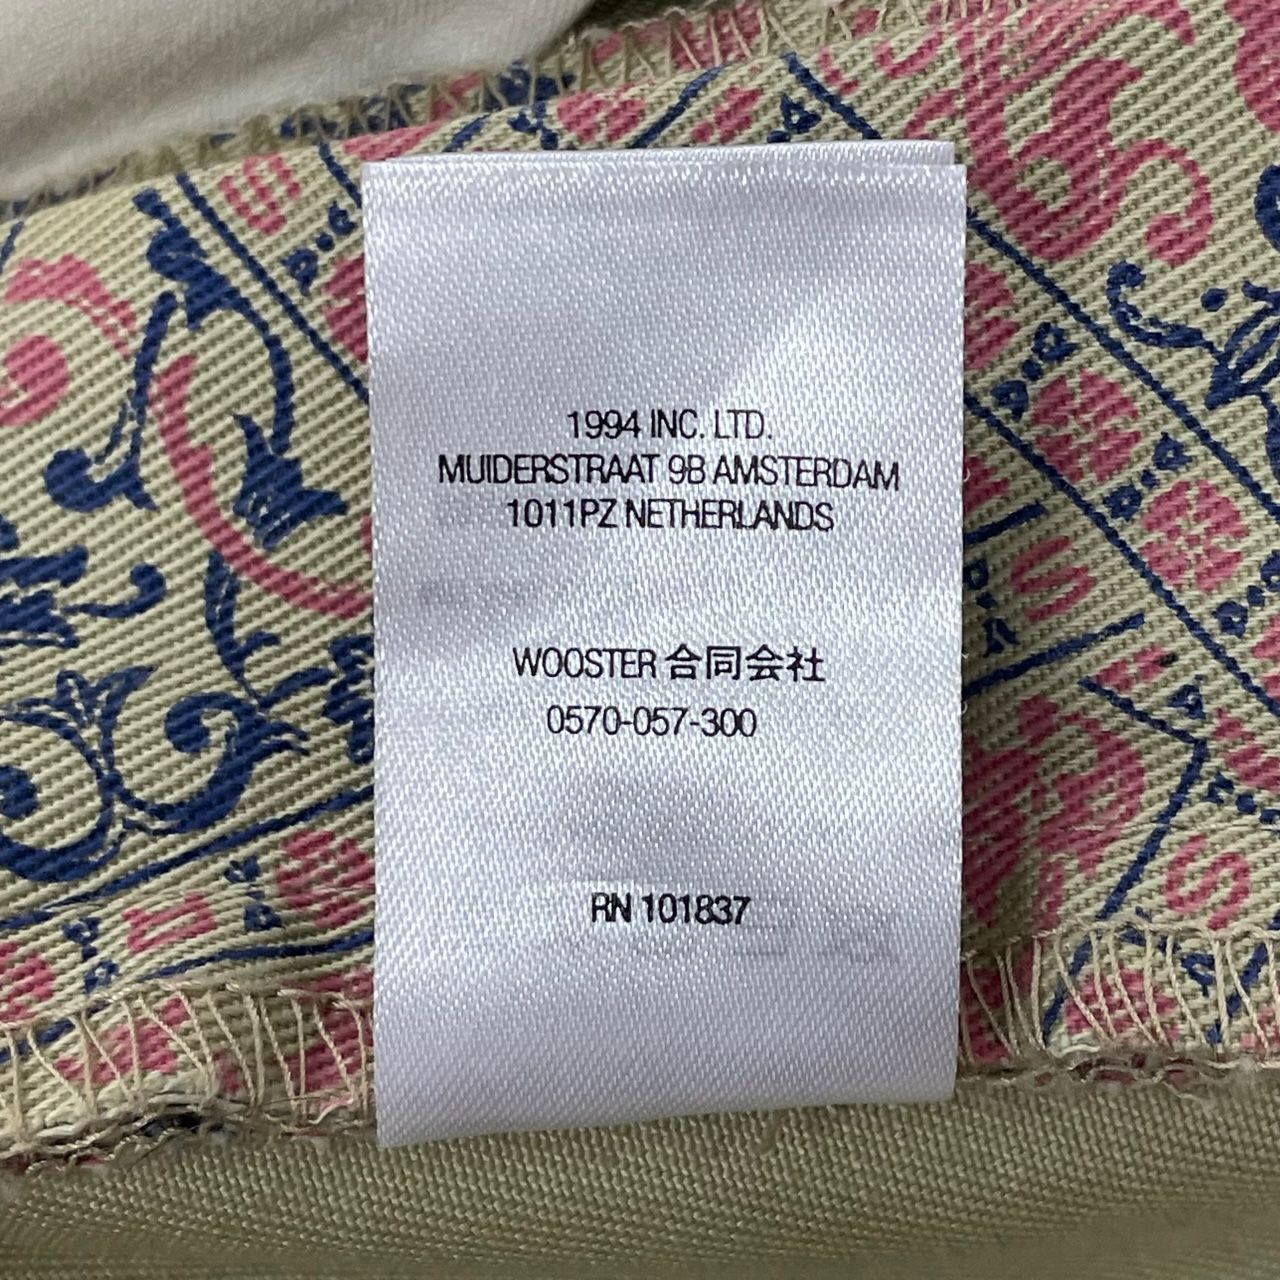 1994 INC. LTD.
MUIDERSTRAAT 9B AMSTERDAM
1011PZ NETHERLANDS
WOOSTER 合同会社
0570-057-300
RN 101837